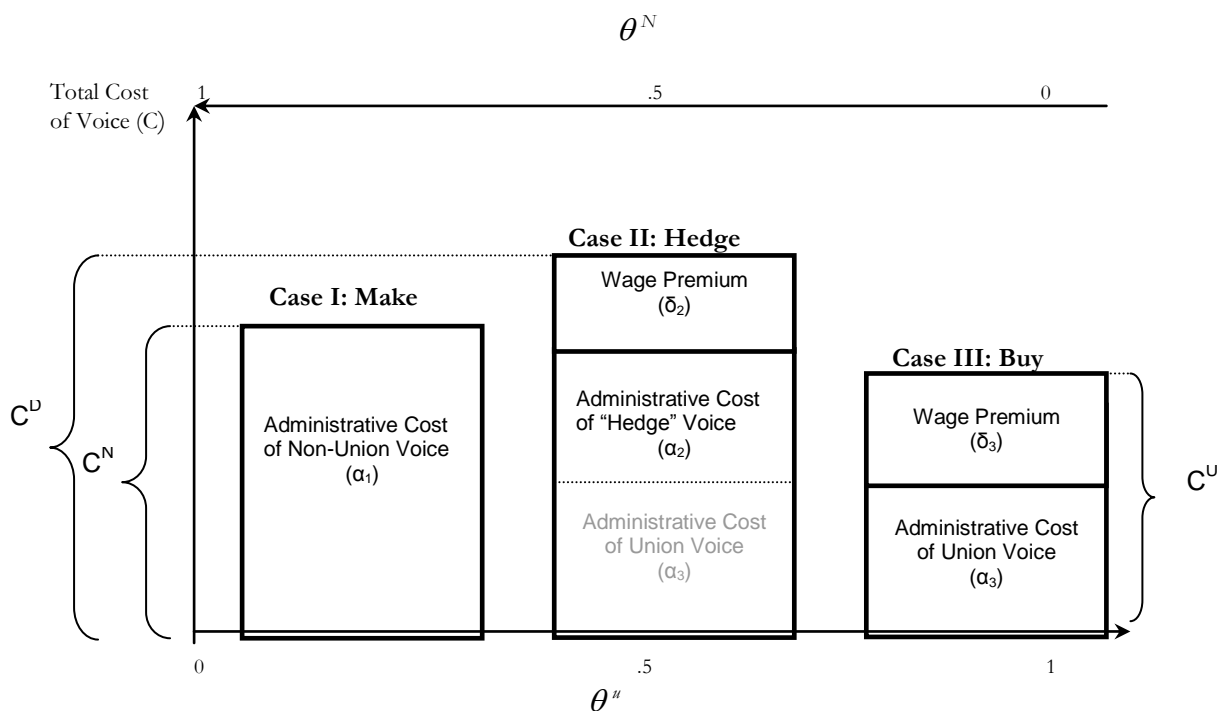 θᴺ
Total Cost
of Voice (C)
1
.5
0
Case II: Hedge
Wage Premium
(δ₂)
Case I: Make
Case III: Buy
Administrative Cost
of Non-Union Voice
(α₁)
Administrative Cost
of “Hedge” Voice
(α₂)
Wage Premium
(δ₃)
Cᴰ
Cᴺ
Cᵁ
Administrative Cost
of Union Voice
(α₃)
Administrative Cost
of Union Voice
(α₃)
0
.5
1
θᵘ